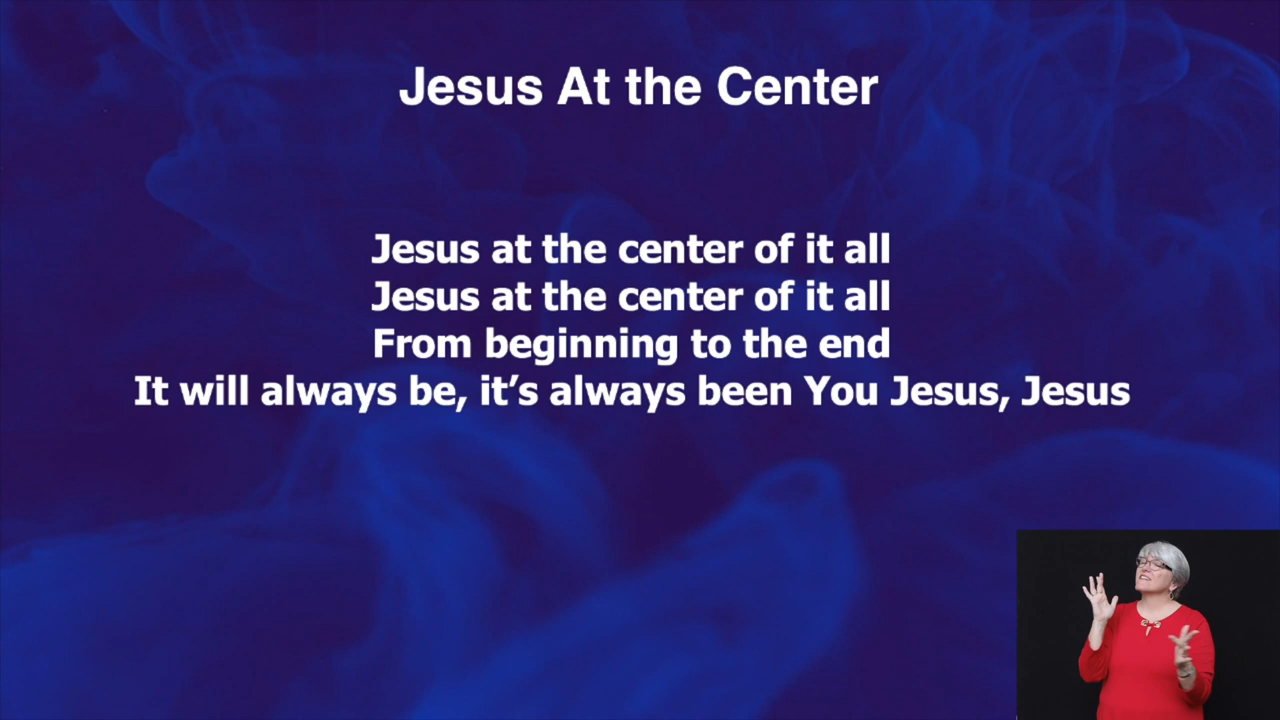 Jesus At the Center
Jesus at the center of it all
Jesus at the center of it all
From beginning to the end
It will always be, it’s always been You Jesus, Jesus